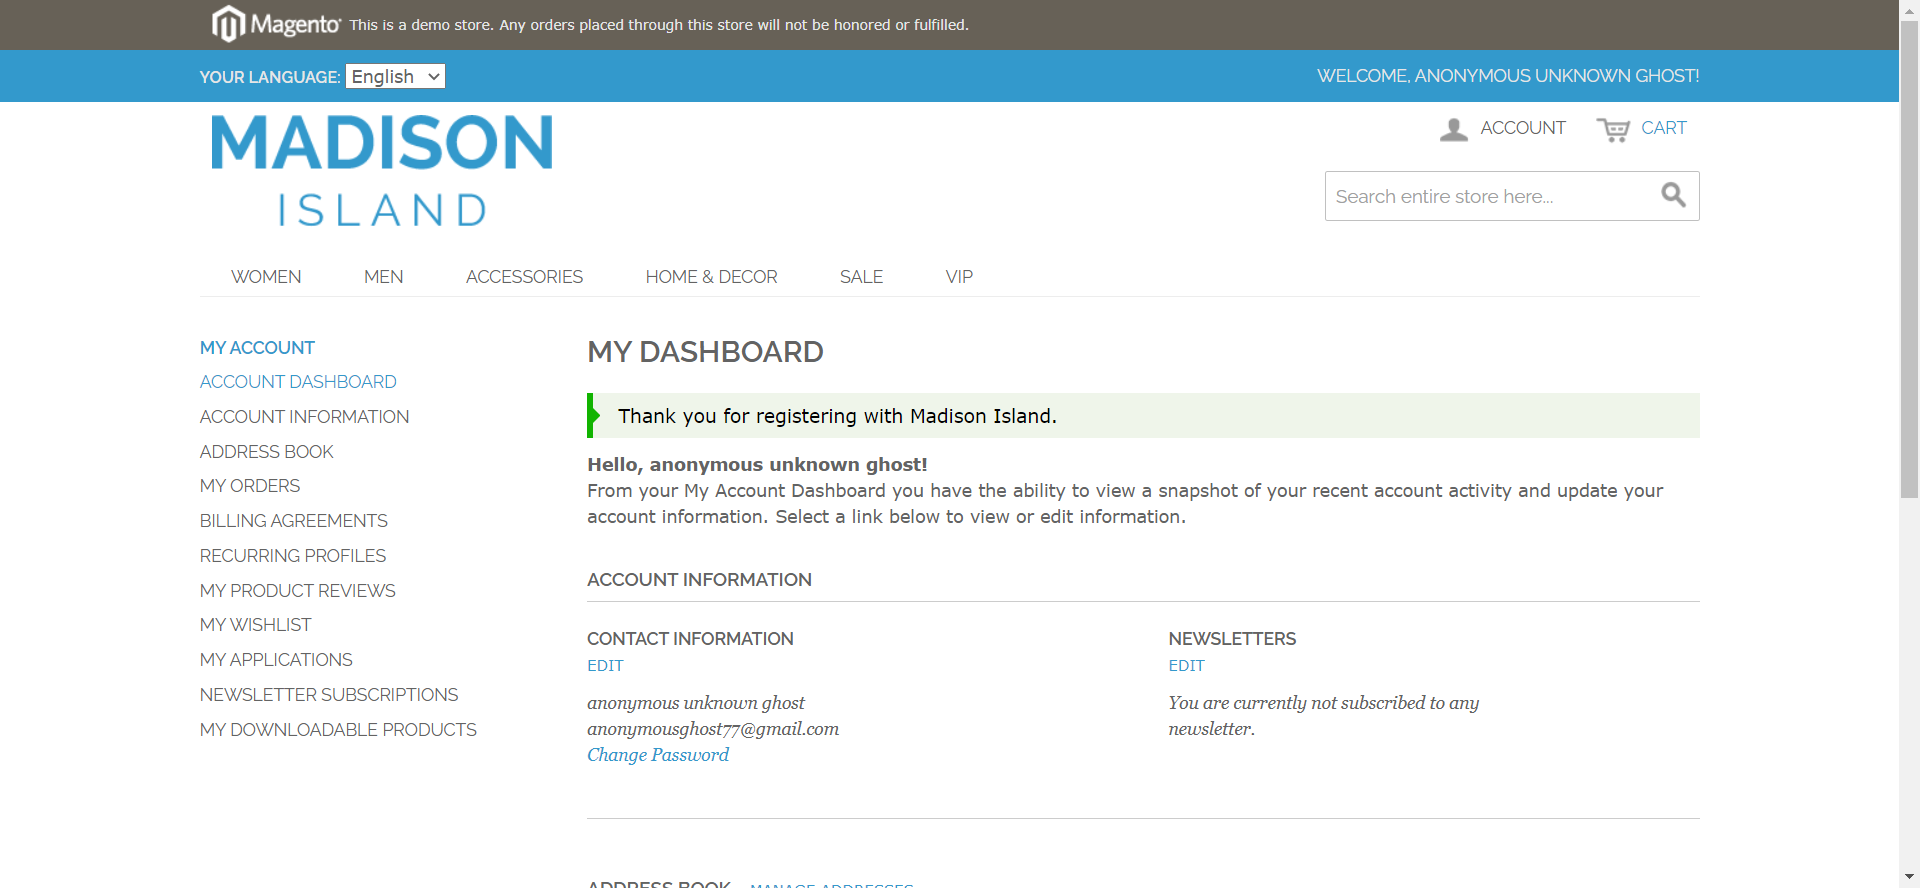 Magento This is a demo store. Any orders placed through this store will not be honored or fulfilled.
YOUR LANGUAGE: English
WELCOME, ANONYMOUS UNKNOWN GHOST!
MADISON
ISLAND
ACCOUNT CART
Search entire store here...
WOMEN MEN ACCESSORIES HOME & DECOR SALE VIP
MY ACCOUNT
ACCOUNT DASHBOARD
ACCOUNT INFORMATION
ADDRESS BOOK
MY ORDERS
BILLING AGREEMENTS
RECURRING PROFILES
MY PRODUCT REVIEWS
MY WISHLIST
MY APPLICATIONS
NEWSLETTER SUBSCRIPTIONS
MY DOWNLOADABLE PRODUCTS
MY DASHBOARD
Thank you for registering with Madison Island.
Hello, anonymous unknown ghost!
From your My Account Dashboard you have the ability to view a snapshot of your recent account activity and update your
account information. Select a link below to view or edit information.
ACCOUNT INFORMATION
CONTACT INFORMATION
EDIT
anonymous unknown ghost
anonymousghost77@gmail.com
Change Password
NEWSLETTERS
EDIT
You are currently not subscribed to any
newsletter.
ADDRESS BOOK MANAGE ADDRESSES